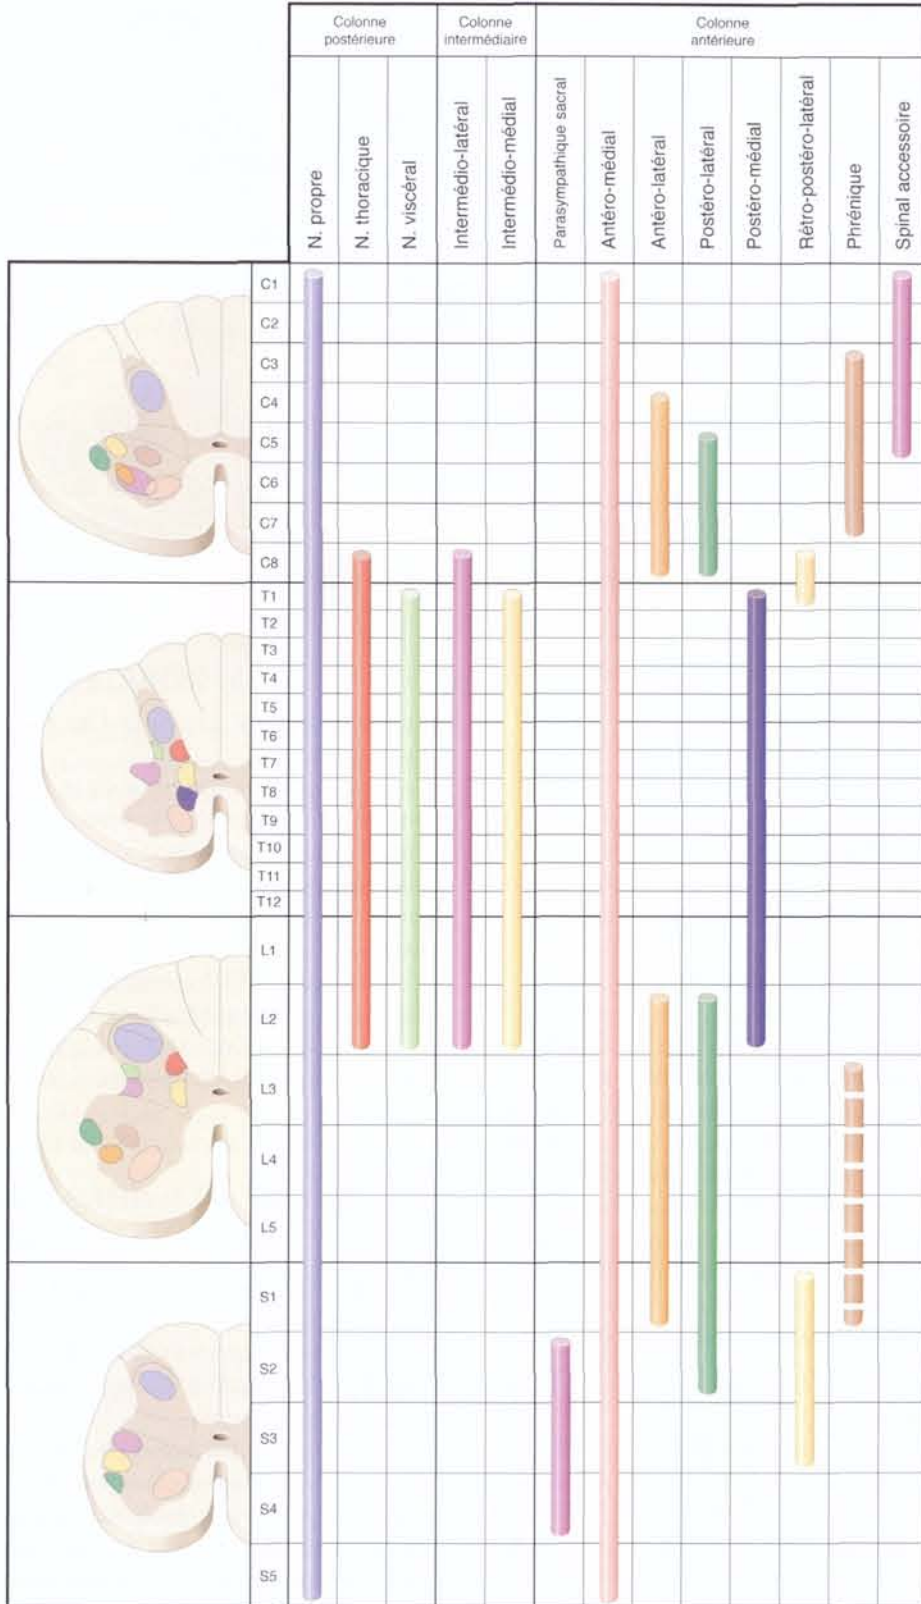 Colonne
postérieure
Colonne
intermédiaire
Colonne
antérieure
N. propre
N. thoracique
N. viscéral
Intermédio-latéral
Intermédio-médial
Parasympathique sacral
Antéro-médial
Antéro-latéral
Postéro-latéral
Postéro-médial
Rétro-postéro-latéral
Phrénique
Spinal accessoire
C1
C2
C3
C4
C5
C6
C7
C8
T1
T2
T3
T4
T5
T6
T7
T8
T9
T10
T11
T12
L1
L2
L3
L4
L5
S1
S2
S3
S4
S5